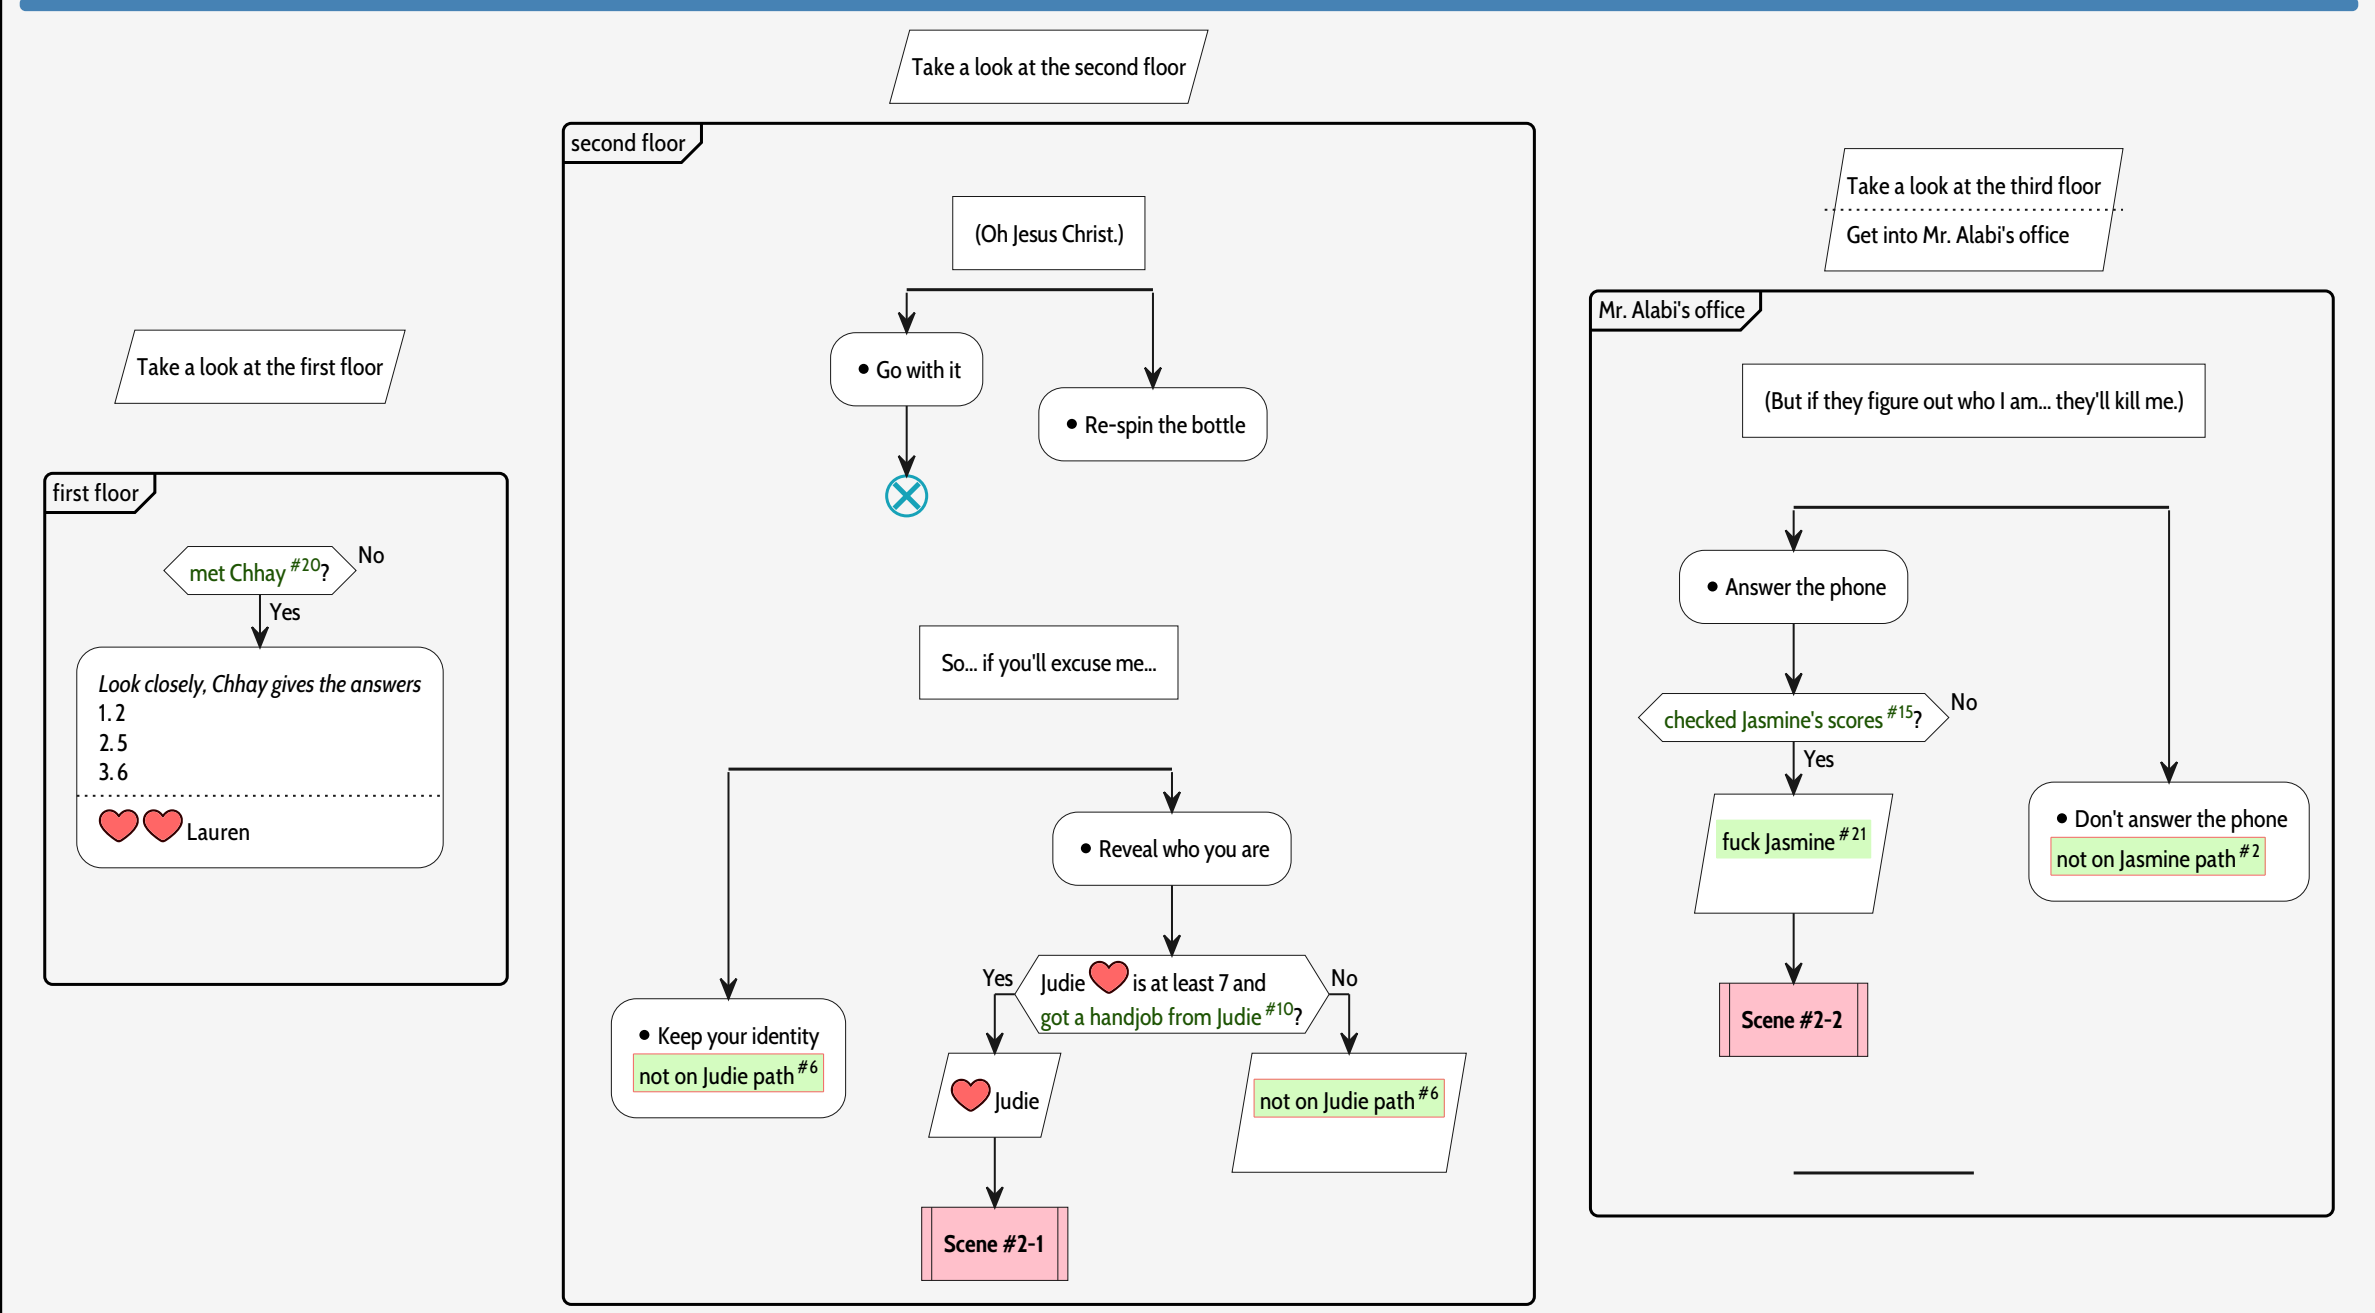 Take a look at the first floor
first floor
met Chhay #20?
No
Yes
Look closely, Chhay gives the answers
1. 2
2. 5
3. 6
Lauren
Take a look at the second floor
second floor
(Oh Jesus Christ.)
• Go with it
• Re-spin the bottle
So... if you'll excuse me...
• Reveal who you are
Yes
Judie ❤ is at least 7 and
got a handjob from Judie #10?
No
• Keep your identity
not on Judie path #6
Judie
not on Judie path #6
Scene #2-1
Take a look at the third floor
Get into Mr. Alabi's office
Mr. Alabi's office
(But if they figure out who I am... they'll kill me.)
• Answer the phone
checked Jasmine's scores #15?
No
Yes
fuck Jasmine #21
• Don't answer the phone
not on Jasmine path #2
Scene #2-2